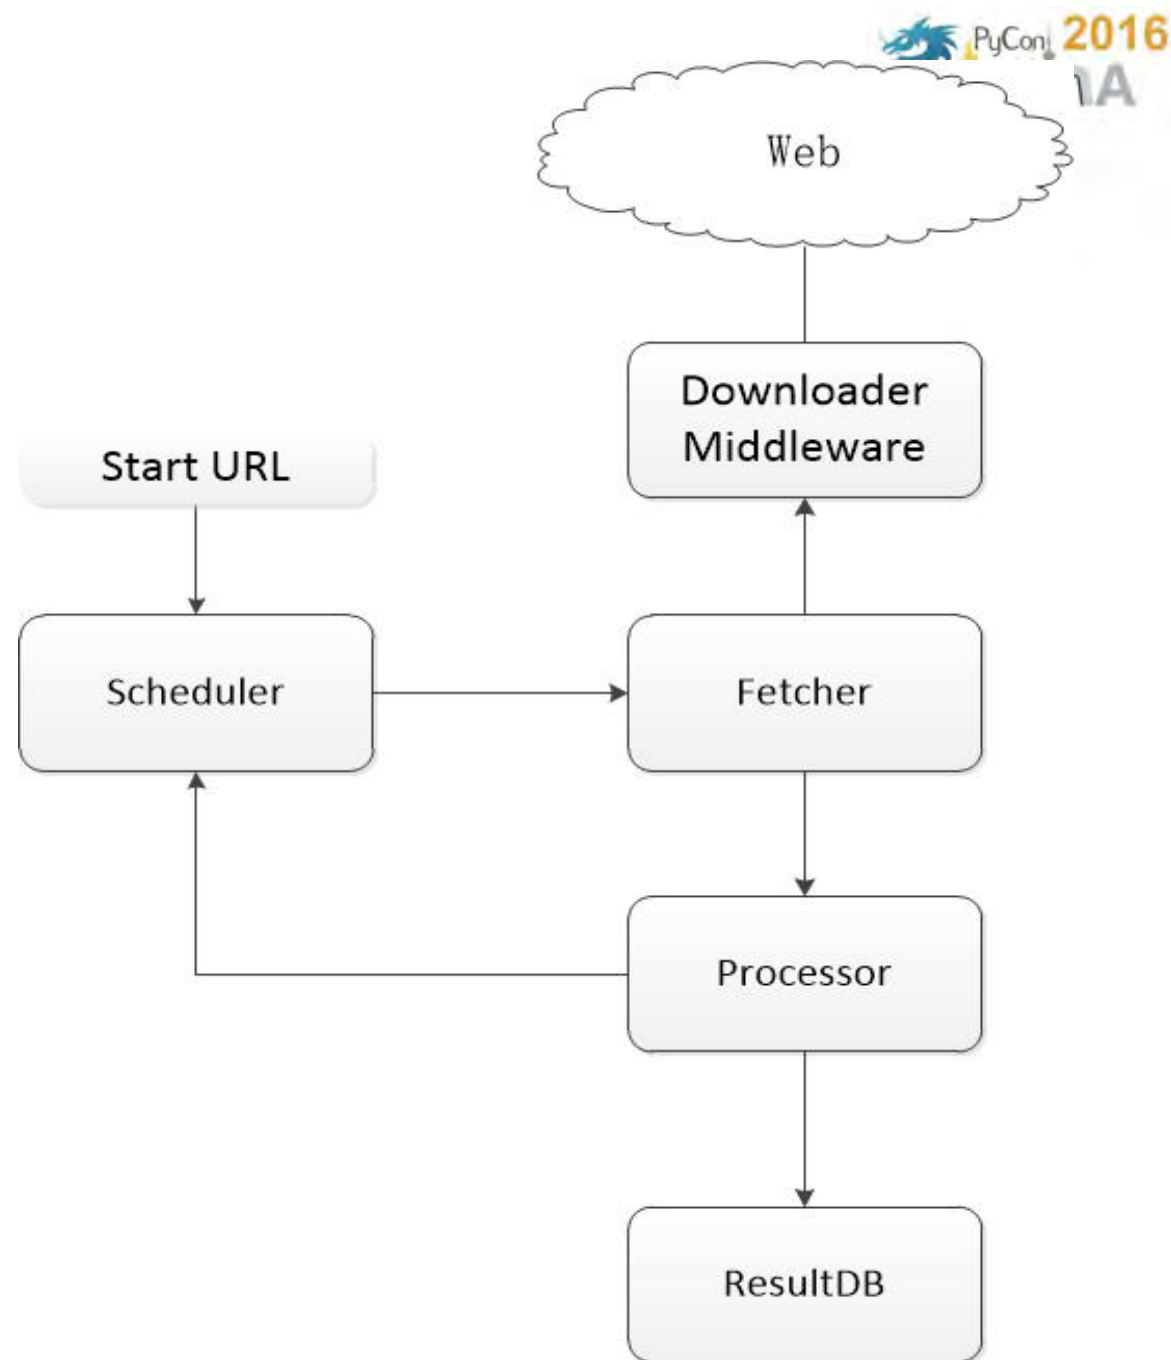 PyCon 2016
Web
Downloader
Middleware
Start URL
Scheduler
Fetcher
Processor
ResultDB